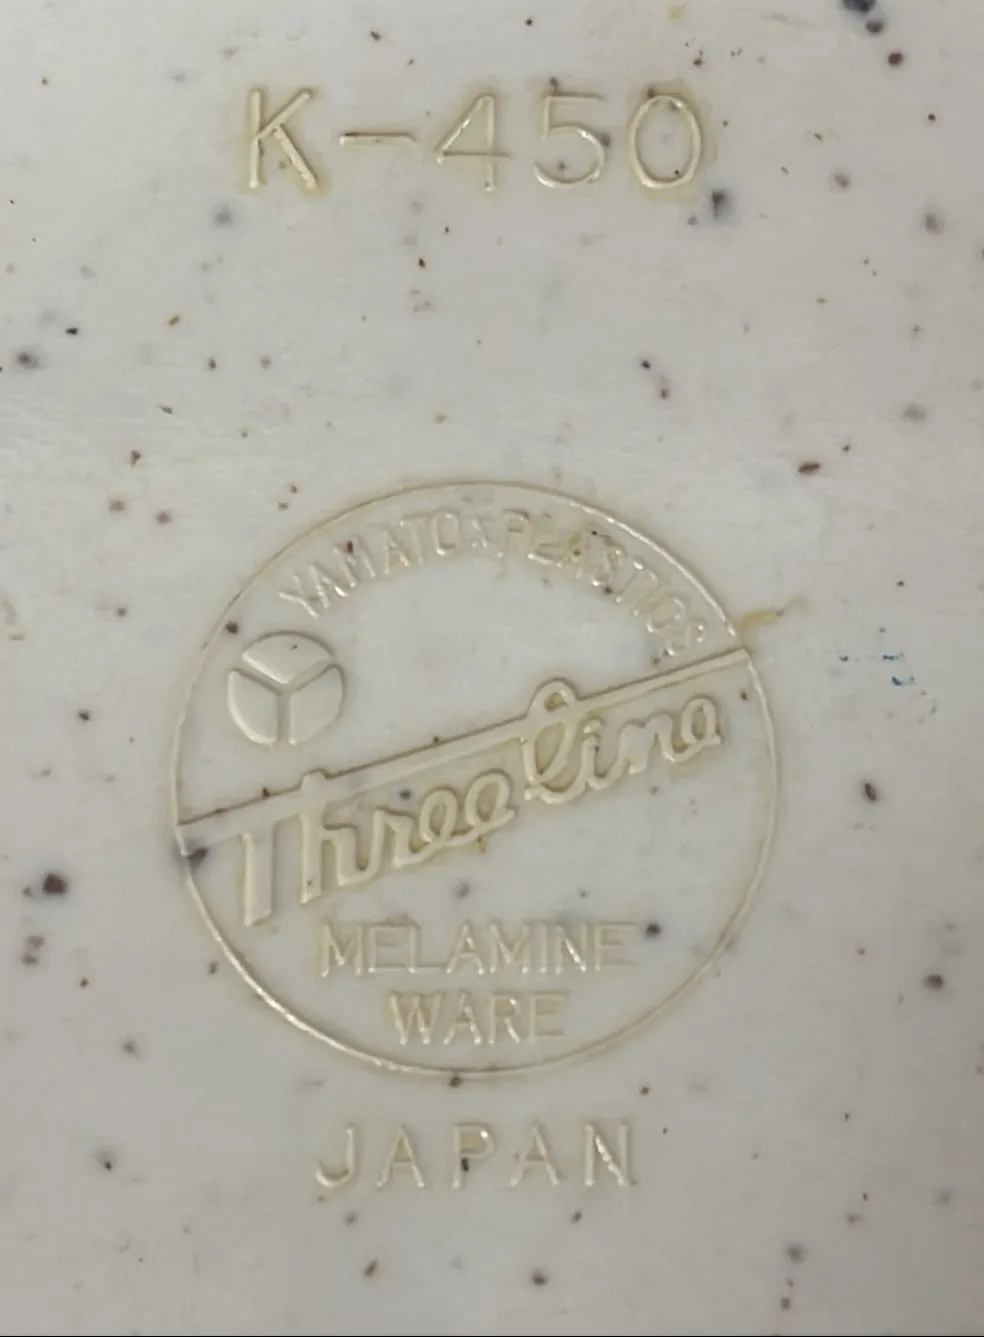 K-450
YAMATO PLASTICS
Three Line
MELAMINE
WARE
JAPAN